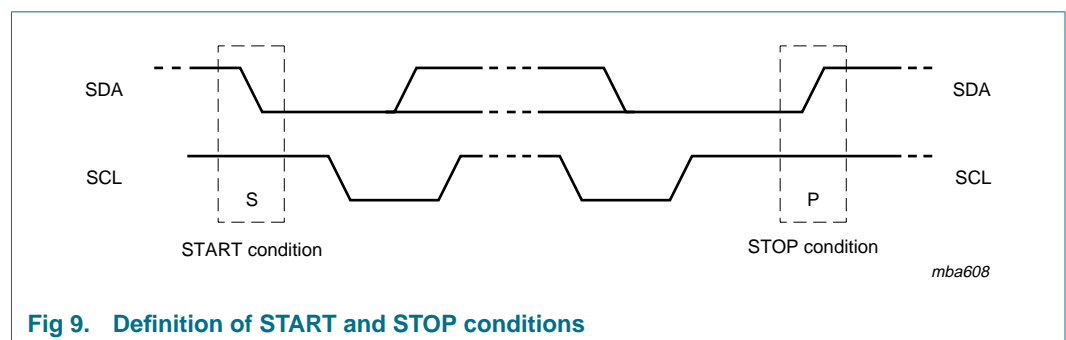 SDA
SDA
SCL
SCL
S
P
START condition
STOP condition
mba608
Fig 9. Definition of START and STOP conditions